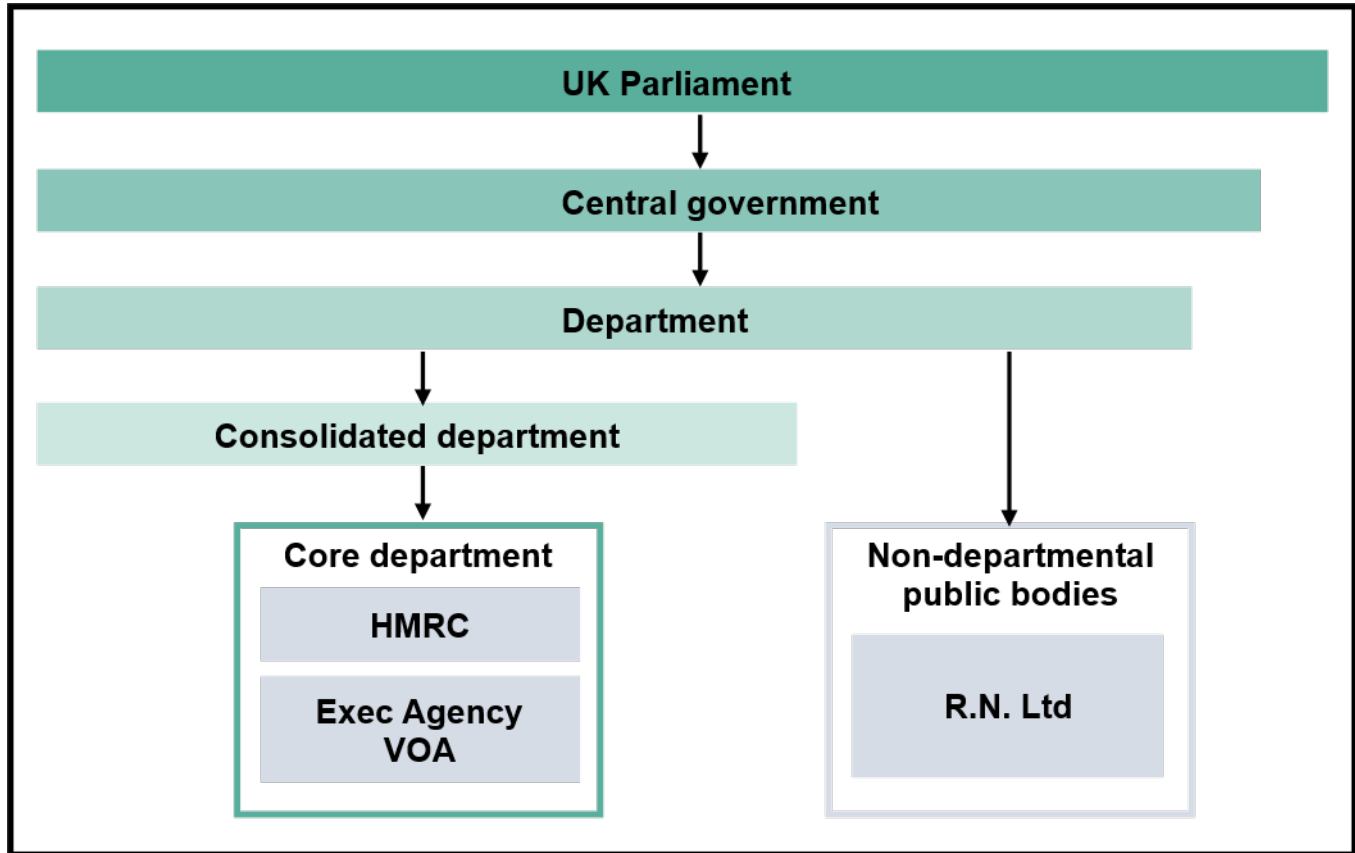 UK Parliament
Central government
Department
Consolidated department
Core department
HMRC
Exec Agency
VOA
Non-departmental
public bodies
R.N. Ltd